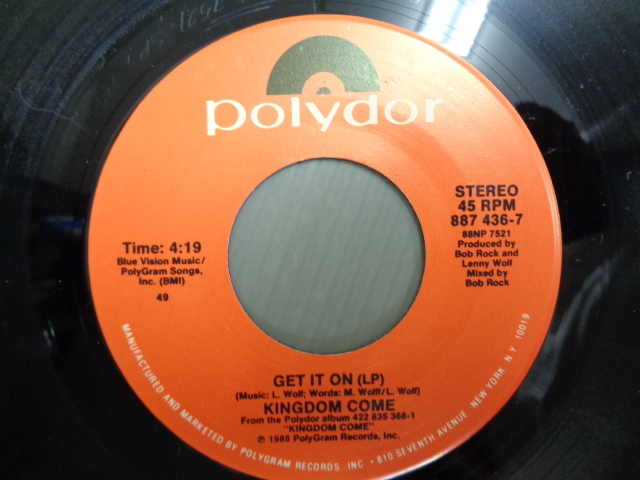 polydor
STEREO
45 RPM
887 436-7
88NP 7521
Produced by
Bob Rock and
Lenny Wolf
Mixed by
Bob Rock
Time: 4:19
Blue Vision Music/
PolyGram Songs,
Inc. (BMI)
49
GET IT ON (LP)
(Music: L. Wolf; Words: M. Wolff/L. Wolf)
KINGDOM COME
From the Polydor album 422 835 368-1
"KINGDOM COME"
℗ 1988 PolyGram Records, Inc.
MANUFACTURED AND MARKETED BY POLYGRAM RECORDS INC • 810 SEVENTH AVENUE NEW YORK, N Y 10019